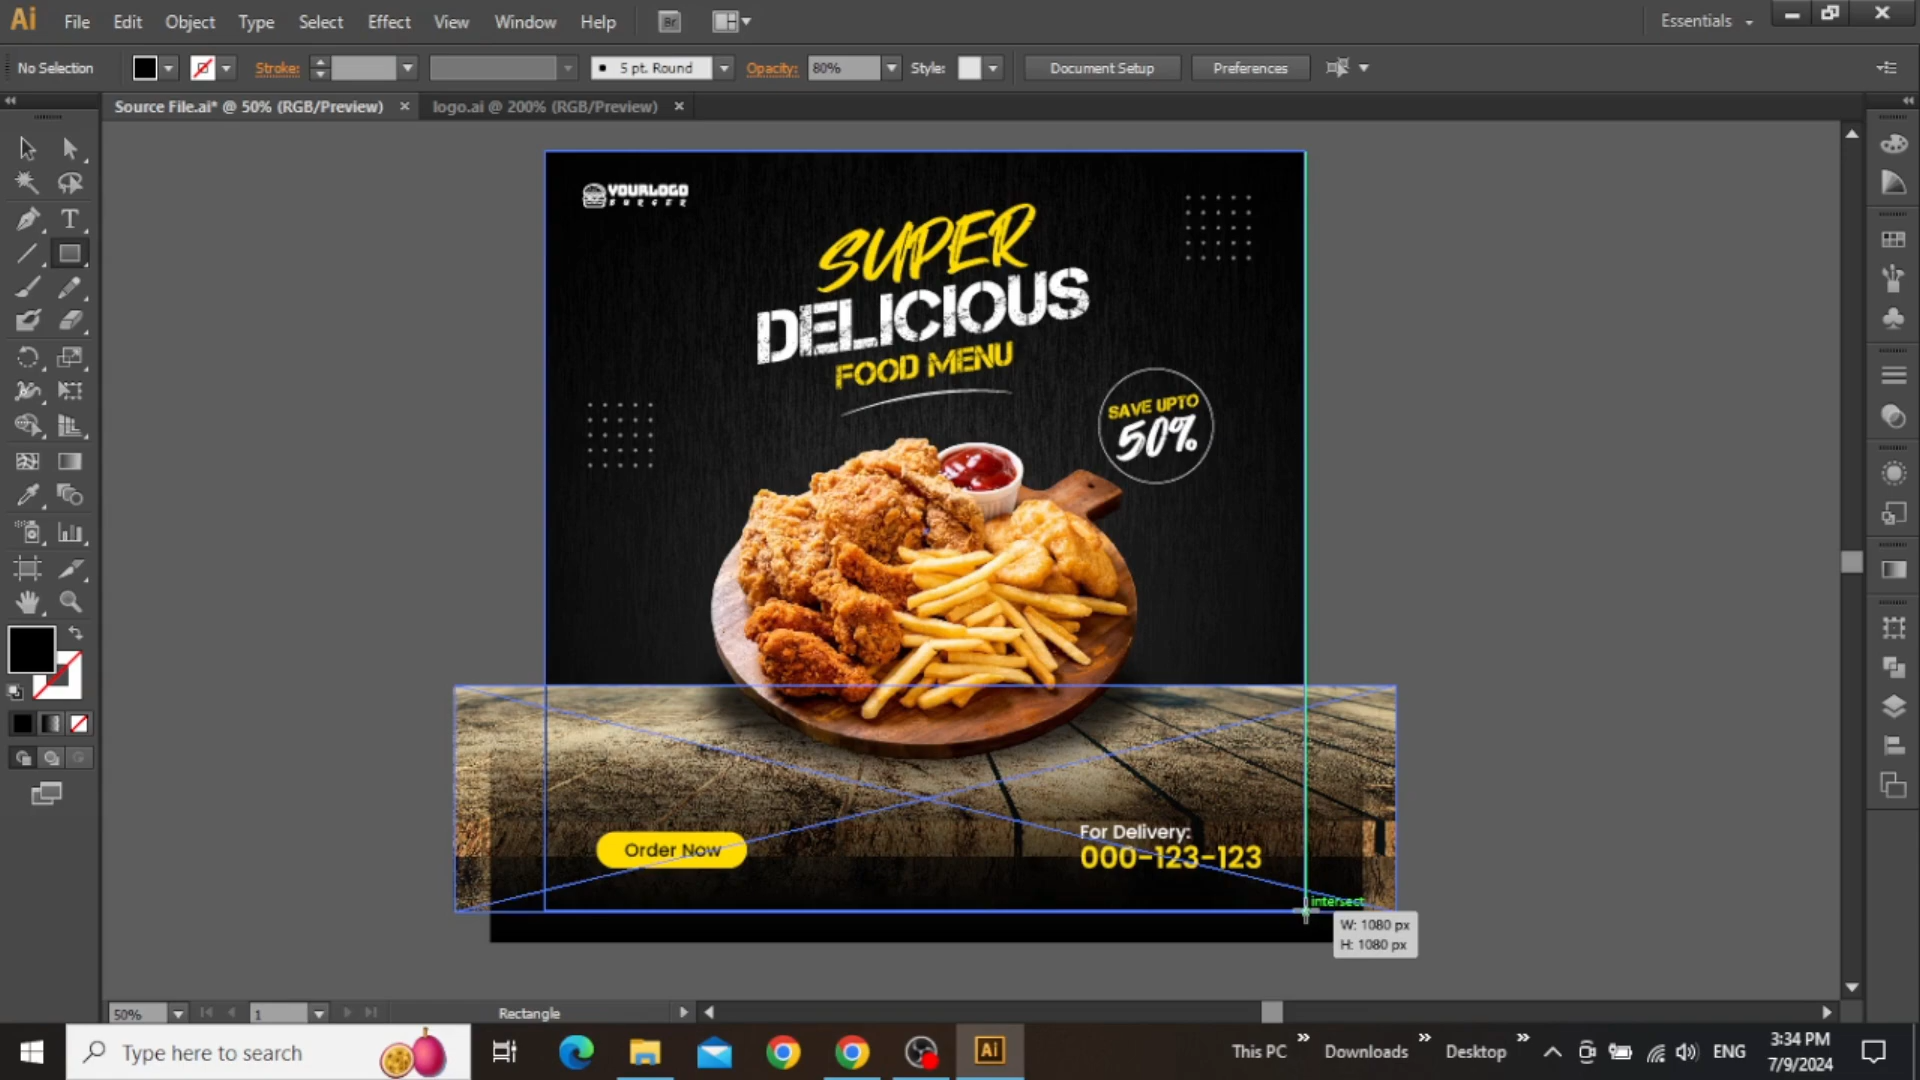 Ai File Edit Object Type Select Effect View Window Help Br Essentials
No Selection Stroke: 5 pt. Round Opacity: 80% Style: Document Setup Preferences
Source File.ai* @ 50% (RGB/Preview) × logo.ai @ 200% (RGB/Preview) ×
YOURLOGO
BURGER
SUPER
DELICIOUS
FOOD MENU
SAVE UPTO
50%
For Delivery:
Order Now 000-123-123
intersect
W: 1080 px
H: 1080 px
50% 1 Rectangle
Type here to search Ai This PC » Downloads » Desktop » ENG 3:34 PM
7/9/2024